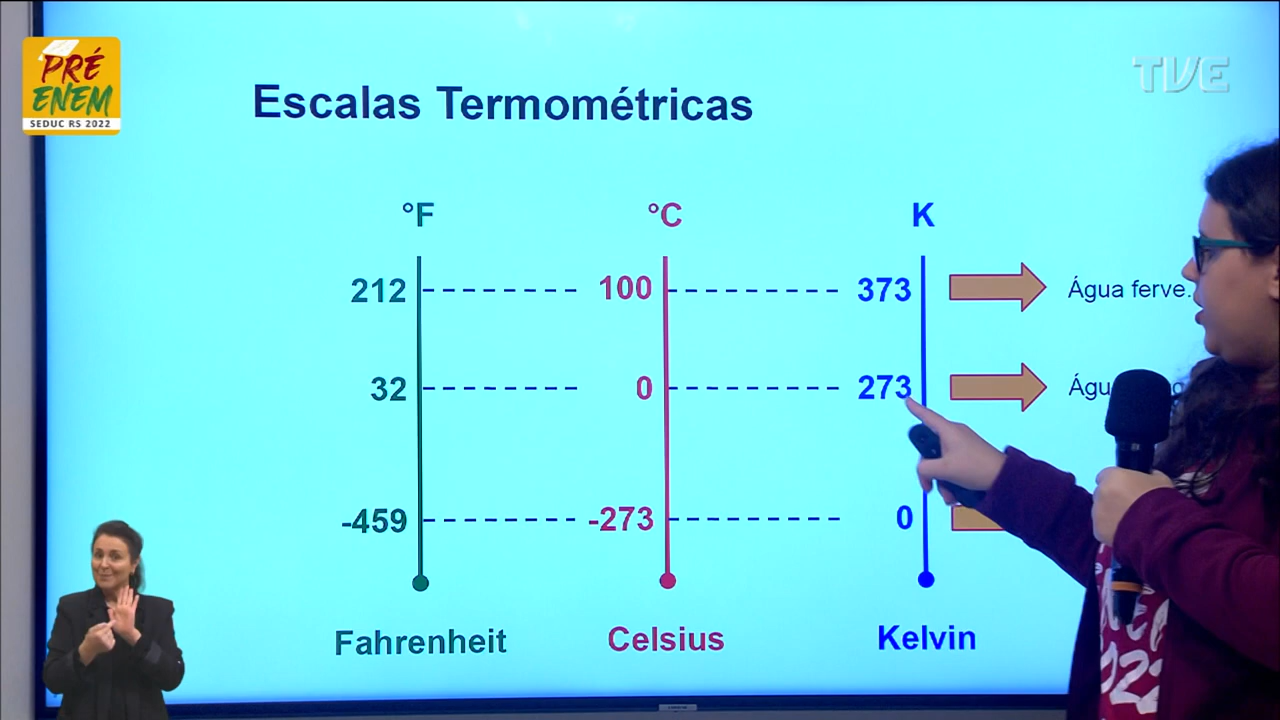 PRÉ
ENEM
SEDUC RS 2022
TVE
Escalas Termométricas
°F °C K
212 100 373 Água ferve.
32 0 273
-459 -273 0
Fahrenheit Celsius Kelvin